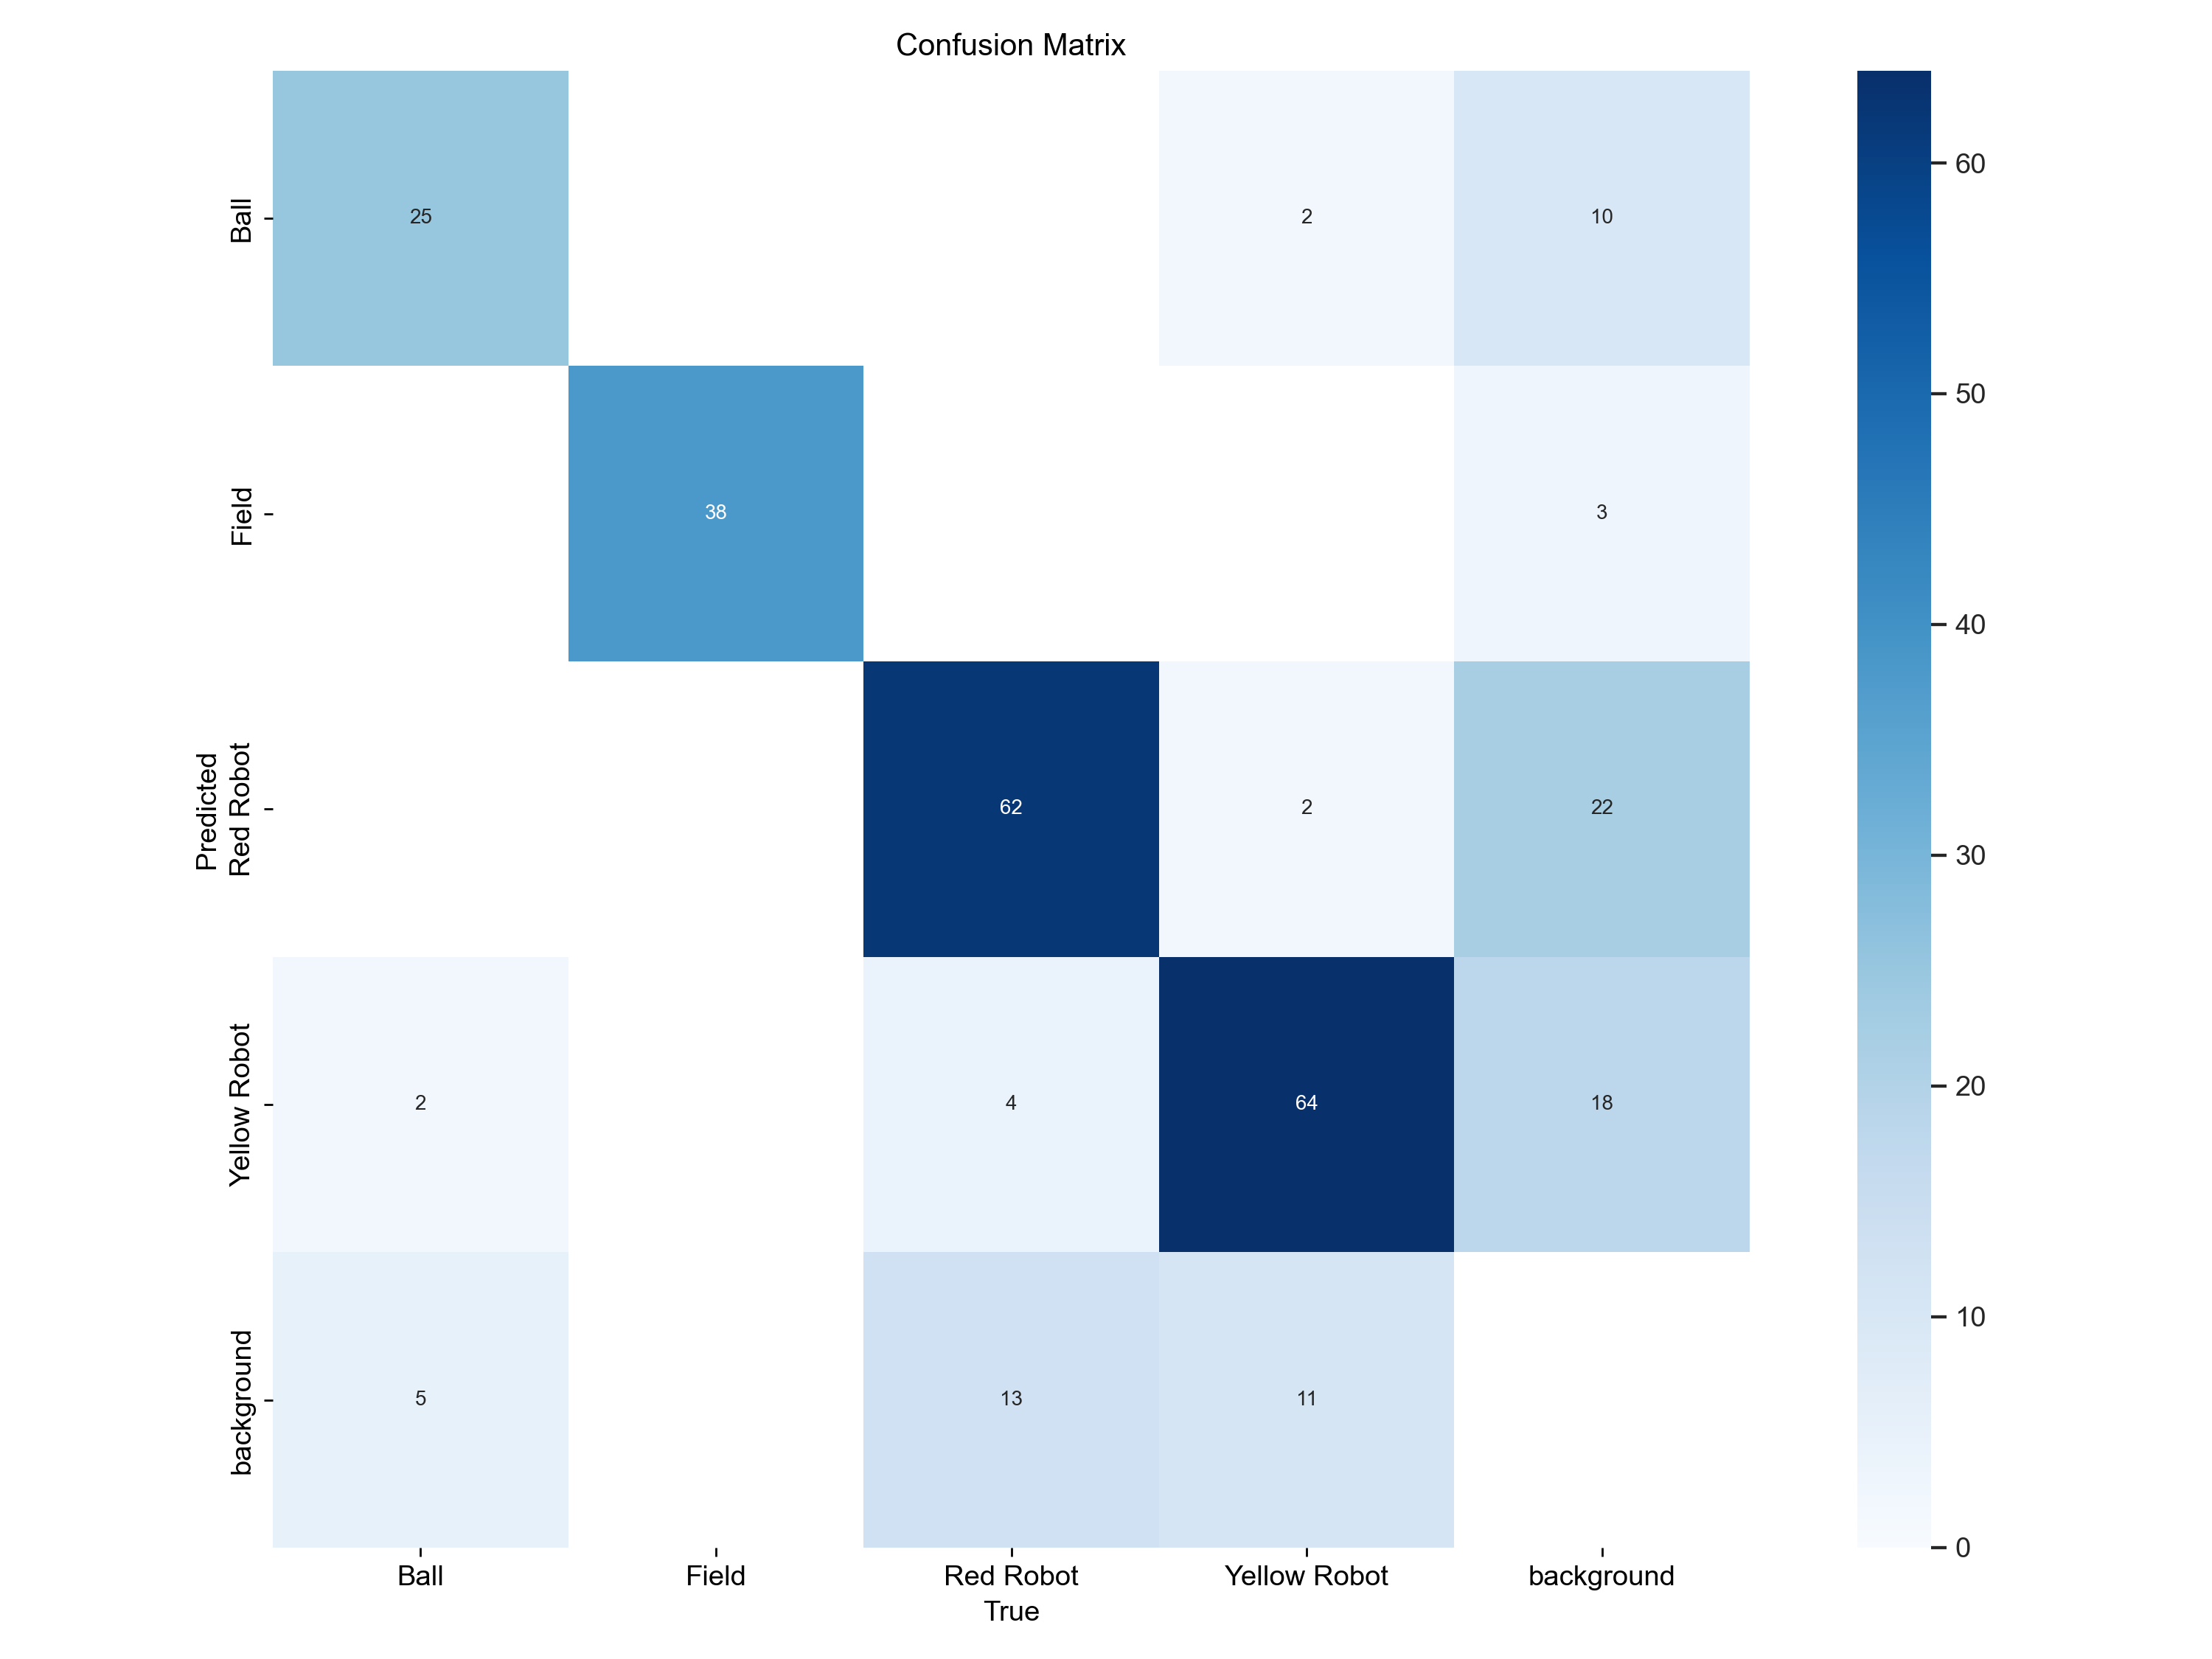 Confusion Matrix
Ball
25
2
10
60
50
Field
38
3
40
Predicted
Red Robot
62
2
22
30
Yellow Robot
2
4
64
18
20
background
5
13
11
10
0
Ball
Field
Red Robot
Yellow Robot
background
True